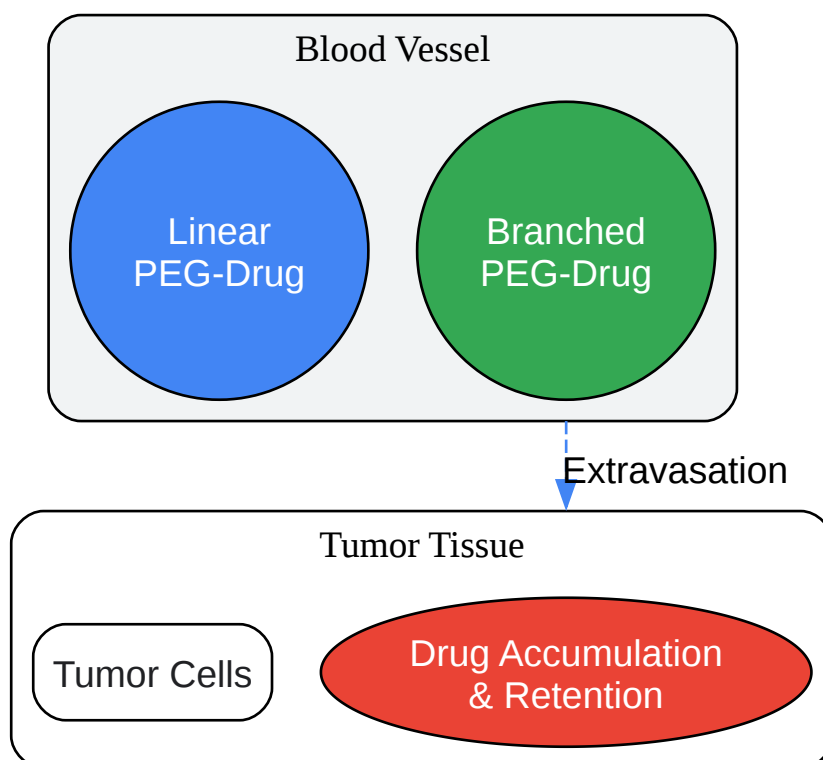 Blood Vessel
Linear
PEG-Drug
Branched
PEG-Drug
Extravasation
Tumor Tissue
Tumor Cells
Drug Accumulation
& Retention